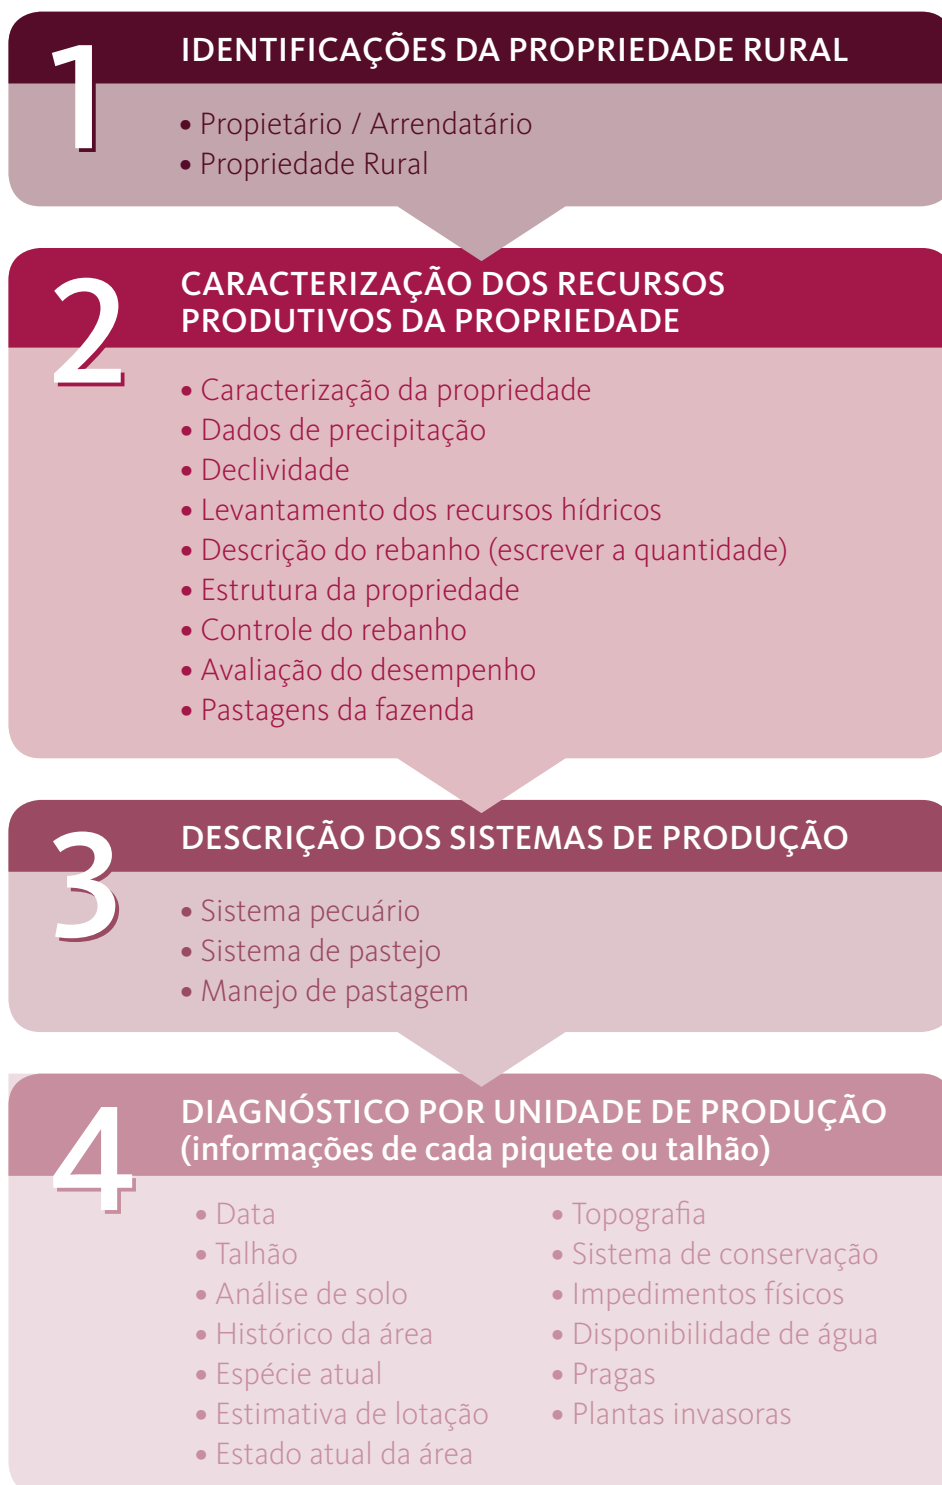 1
IDENTIFICAÇÕES DA PROPRIEDADE RURAL
• Propietário / Arrendatário
• Propriedade Rural
2
CARACTERIZAÇÃO DOS RECURSOS
PRODUTIVOS DA PROPRIEDADE
• Caracterização da propriedade
• Dados de precipitação
• Declividade
• Levantamento dos recursos hídricos
• Descrição do rebanho (escrever a quantidade)
• Estrutura da propriedade
• Controle do rebanho
• Avaliação do desempenho
• Pastagens da fazenda
3
DESCRIÇÃO DOS SISTEMAS DE PRODUÇÃO
• Sistema pecuário
• Sistema de pastejo
• Manejo de pastagem
4
DIAGNÓSTICO POR UNIDADE DE PRODUÇÃO
(informações de cada piquete ou talhão)
• Data
• Talhão
• Análise de solo
• Histórico da área
• Espécie atual
• Estimativa de lotação
• Estado atual da área
• Topografia
• Sistema de conservação
• Impedimentos físicos
• Disponibilidade de água
• Pragas
• Plantas invasoras